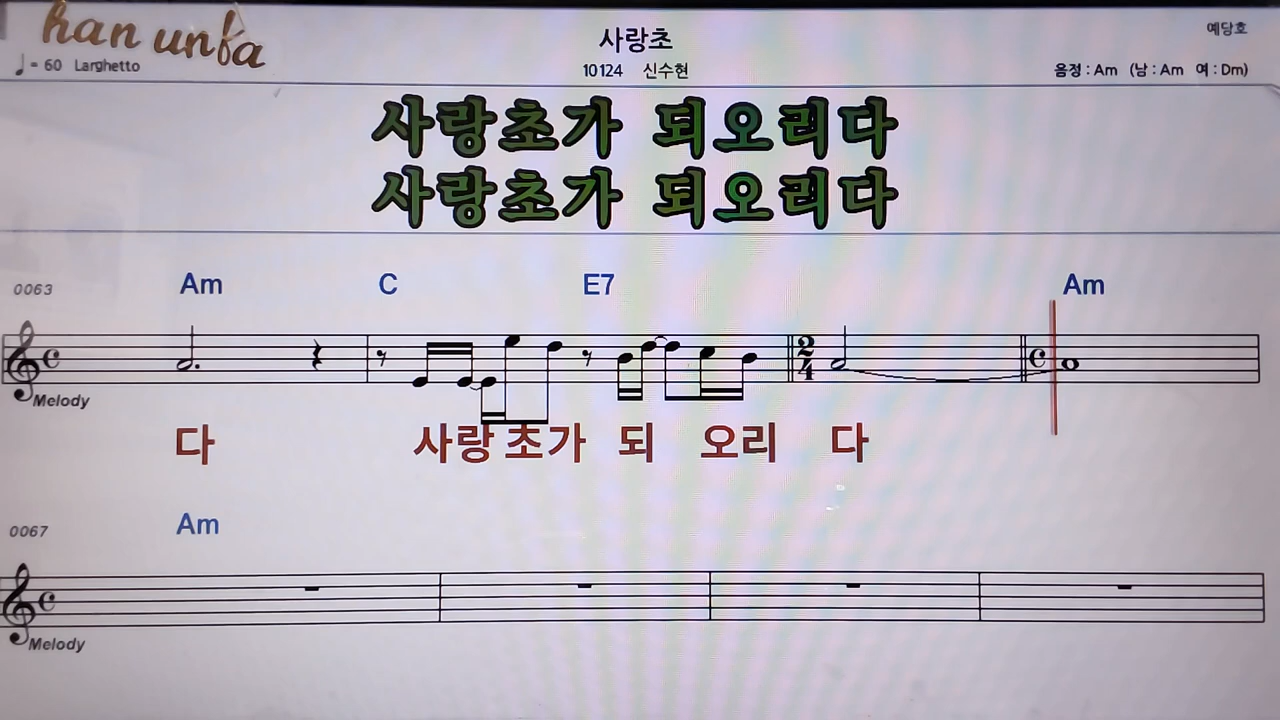 han unfa
사랑초
예당호
♩= 60 Larghetto
10124 신수현
음정 : Am (남 : Am 여 : Dm)
사랑초가 되오리다
사랑초가 되오리다
0063 Am C E7 Am
2
4
Melody
다 사랑 초가 되 오리 다
0067 Am
Melody